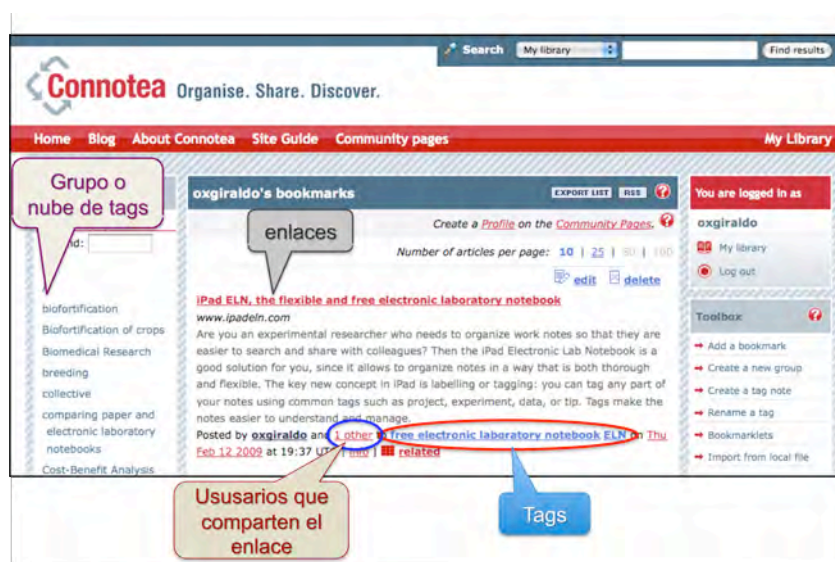 Search My library Find results
Connotea Organise. Share. Discover.
Home Blog About Connotea Site Guide Community pages My Library
Grupo o
nube de tags
oxgiraldo's bookmarks EXPORT LIST RSS ?
You are logged in as
enlaces
Create a Profile on the Community Pages. ?
oxgiraldo
Number of articles per page: 10 | 25 | 50 | 100
My library
Log out
edit delete
iPad ELN, the flexible and free electronic laboratory notebook
www.ipadeln.com
Are you an experimental researcher who needs to organize work notes so that they are
easier to search and share with colleagues? Then the iPad Electronic Lab Notebook is a
good solution for you, since it allows to organize notes in a way that is both thorough
and flexible. The key new concept in iPad is labelling or tagging: you can tag any part of
your notes using common tags such as project, experiment, data, or tip. Tags make the
notes easier to understand and manage.
Posted by oxgiraldo and 1 other to free electronic laboratory notebook ELN on Thu
Feb 12 2009 at 19:37 | info | related
biofortification
Biofortification of crops
Biomedical Research
breeding
collective
comparing paper and
electronic laboratory
notebooks
Cost-Benefit Analysis
Toolbox ?
Add a bookmark
Create a new group
Create a tag note
Rename a tag
Bookmarklets
Import from local file
Ususarios que
comparten el
enlace
Tags